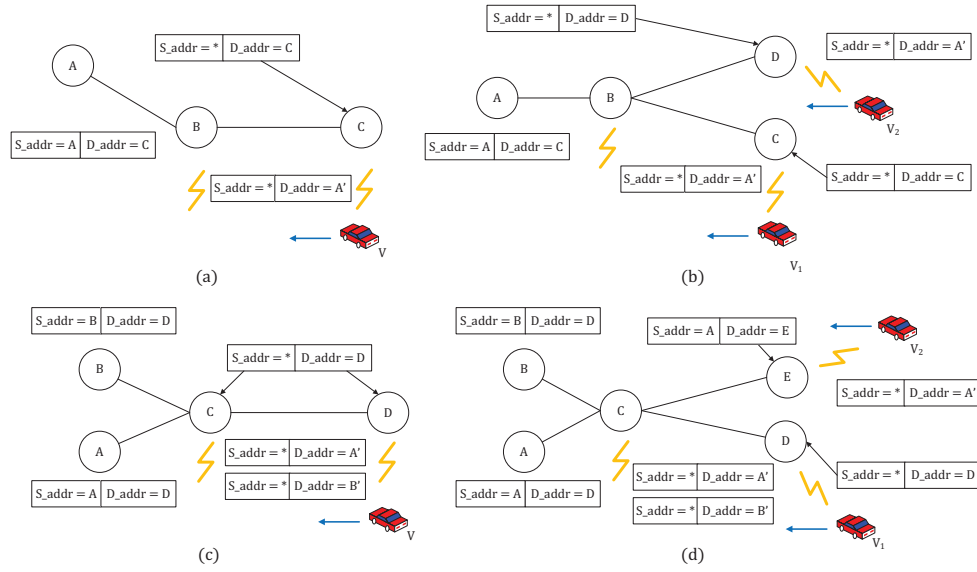 S_addr = * D_addr = C
A
B
C
S_addr = A D_addr = C
S_addr = * D_addr = A'
V
(a)
S_addr = * D_addr = D
S_addr = * D_addr = A'
D
A
B
V2
C
S_addr = A D_addr = C
S_addr = * D_addr = A'
S_addr = * D_addr = C
V1
(b)
S_addr = B D_addr = D
S_addr = * D_addr = D
B
C
D
A
S_addr = * D_addr = A'
S_addr = A D_addr = D
S_addr = * D_addr = B'
V
(c)
S_addr = B D_addr = D
S_addr = A D_addr = E
V2
B
E
S_addr = * D_addr = A'
C
A
D
S_addr = * D_addr = A'
S_addr = * D_addr = D
S_addr = A D_addr = D
S_addr = * D_addr = B'
V1
(d)